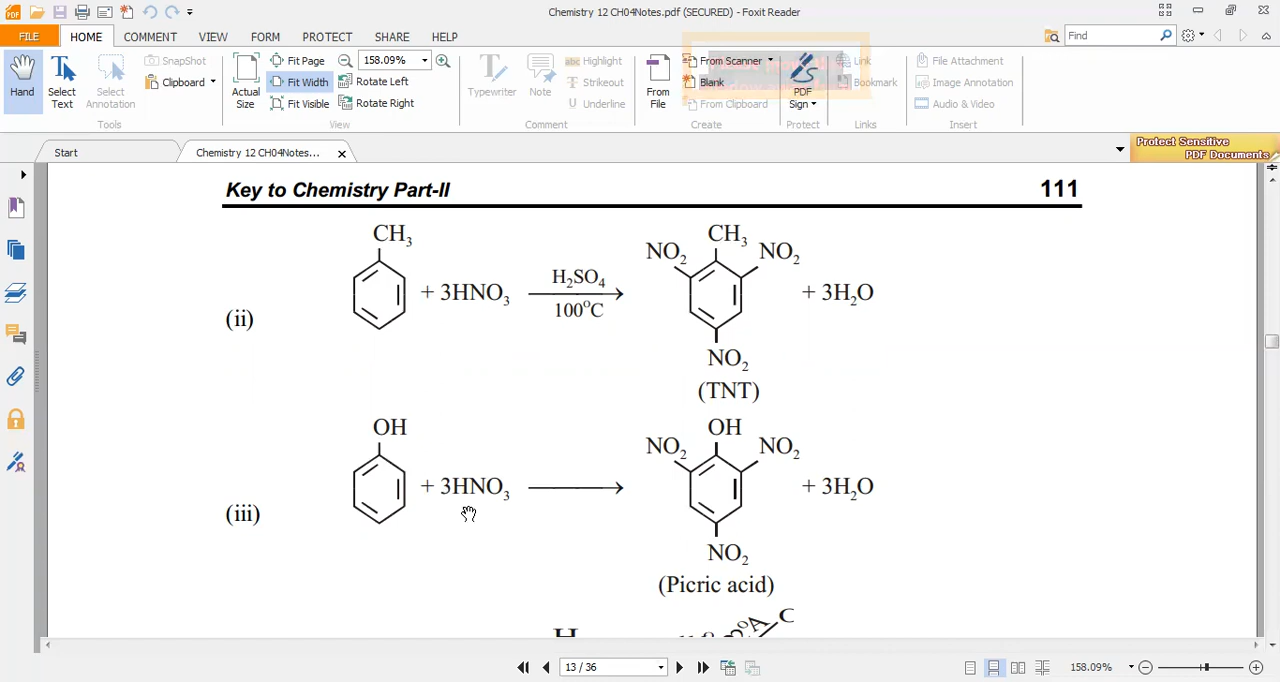 Chemistry 12 CH04Notes.pdf (SECURED) - Foxit Reader
FILE HOME COMMENT VIEW FORM PROTECT SHARE HELP Find
Hand Select Text Select Annotation SnapShot Clipboard
Actual Size Fit Page Fit Width Fit Visible 158.09% Rotate Left Rotate Right
Typewriter Note Highlight Strikeout Underline
From File From Scanner Blank From Clipboard PDF Sign Link Bookmark
File Attachment Image Annotation Audio & Video
Tools View Comment Create Protect Links Insert
Start Chemistry 12 CH04Notes... Protect Sensitive
PDF Documents
Key to Chemistry Part-II 111
CH₃ NO₂ CH₃ NO₂
(ii) + 3HNO₃ H₂SO₄ 100°C + 3H₂O
NO₂
(TNT)
OH NO₂ OH NO₂
(iii) + 3HNO₃ + 3H₂O
NO₂
(Picric acid)
13 / 36 158.09%